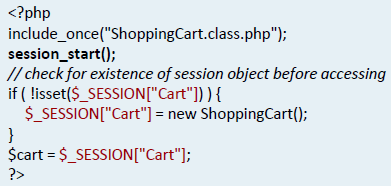 <?php
include_once("ShoppingCart.class.php");
session_start();
// check for existence of session object before accessing
if ( !isset($_SESSION["Cart"]) ) {
$_SESSION["Cart"] = new ShoppingCart();
}
$cart = $_SESSION["Cart"];
?>